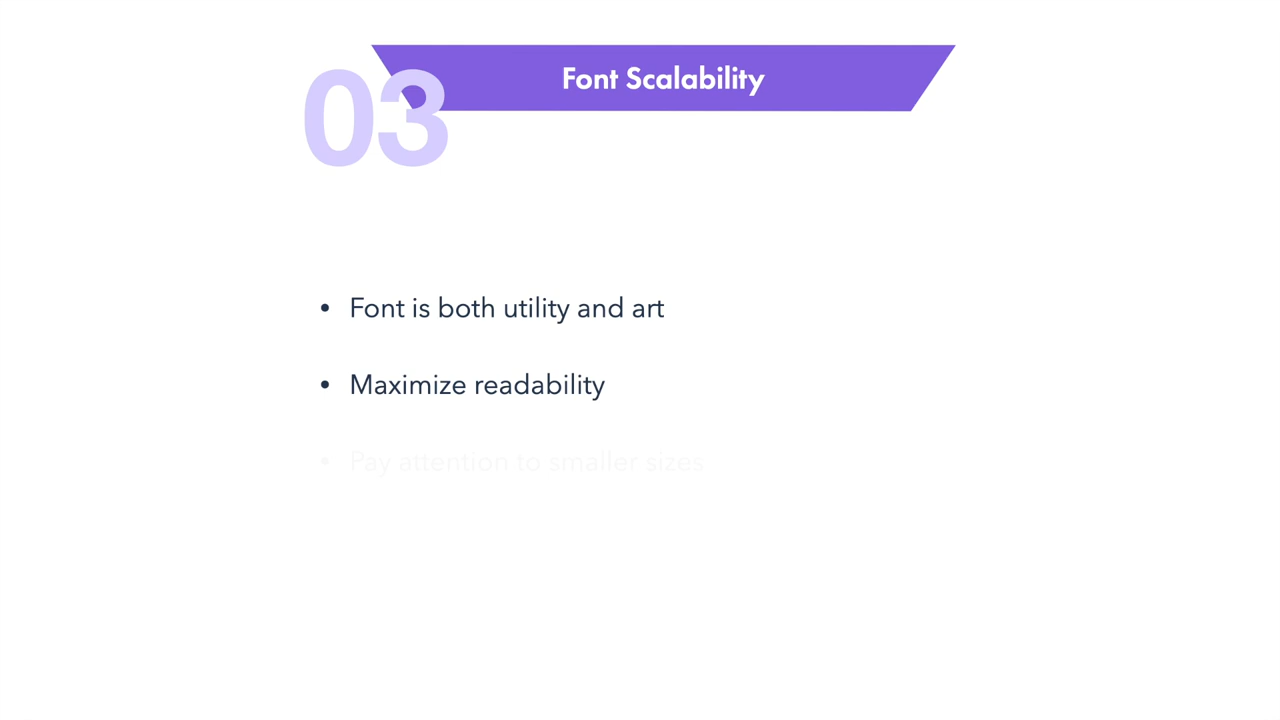 03
Font Scalability
• Font is both utility and art
• Maximize readability
• Pay attention to smaller sizes